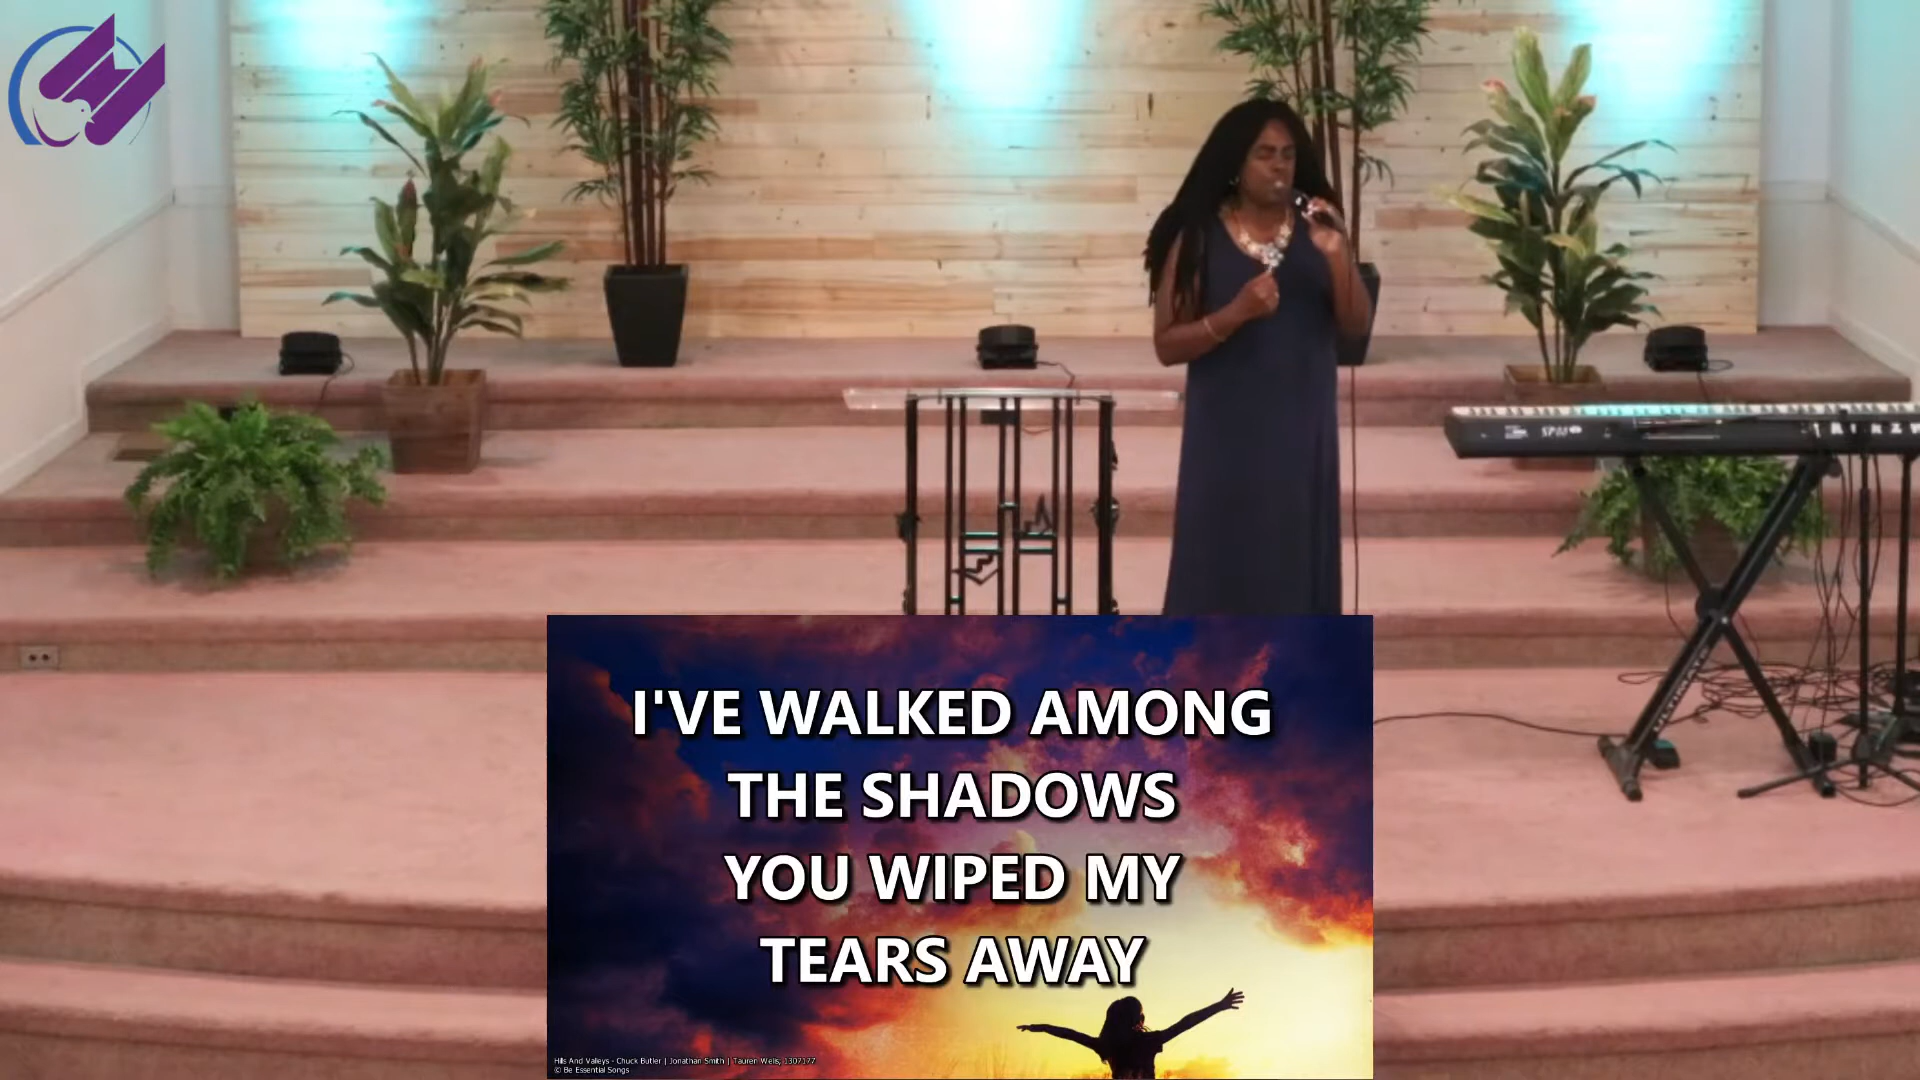 SP
I'VE WALKED AMONG
THE SHADOWS
YOU WIPED MY
TEARS AWAY
Hills And Valleys - Chuck Butler | Jonathan Smith | Tauren Wells, 1307177
© Be Essential Songs